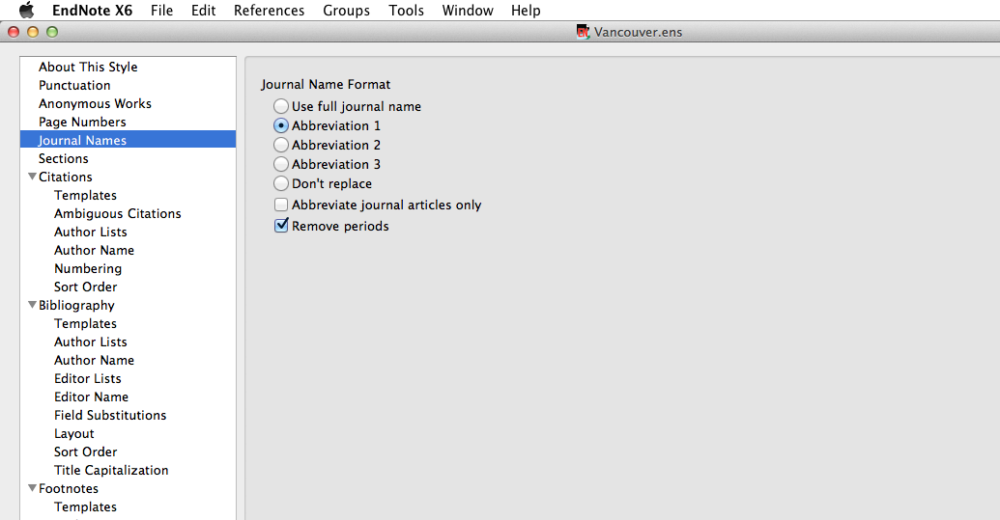 EndNote X6 File Edit References Groups Tools Window Help
Vancouver.ens
About This Style
Punctuation
Anonymous Works
Page Numbers
Journal Names
Sections
Citations
Templates
Ambiguous Citations
Author Lists
Author Name
Numbering
Sort Order
Bibliography
Templates
Author Lists
Author Name
Editor Lists
Editor Name
Field Substitutions
Layout
Sort Order
Title Capitalization
Footnotes
Templates
Journal Name Format
Use full journal name
Abbreviation 1
Abbreviation 2
Abbreviation 3
Don't replace
Abbreviate journal articles only
Remove periods